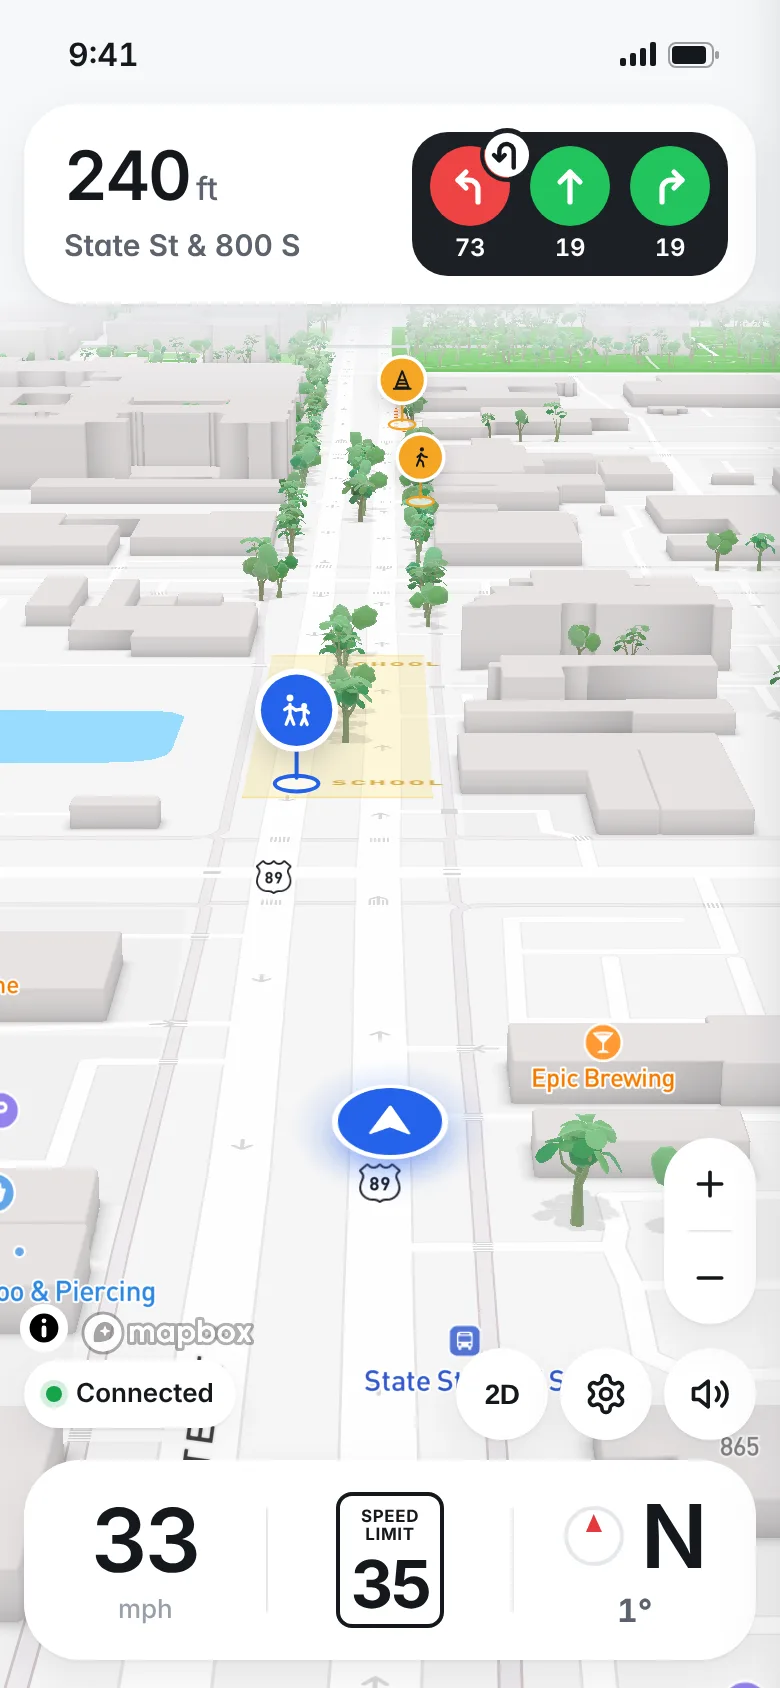 9:41
240 ft
State St & 800 S
73
19
19
SCHOOL
SCHOOL
89
ne
Epic Brewing
89
oo & Piercing
mapbox
State St
S
Connected
2D
865
33
mph
SPEED
LIMIT
35
N
1°